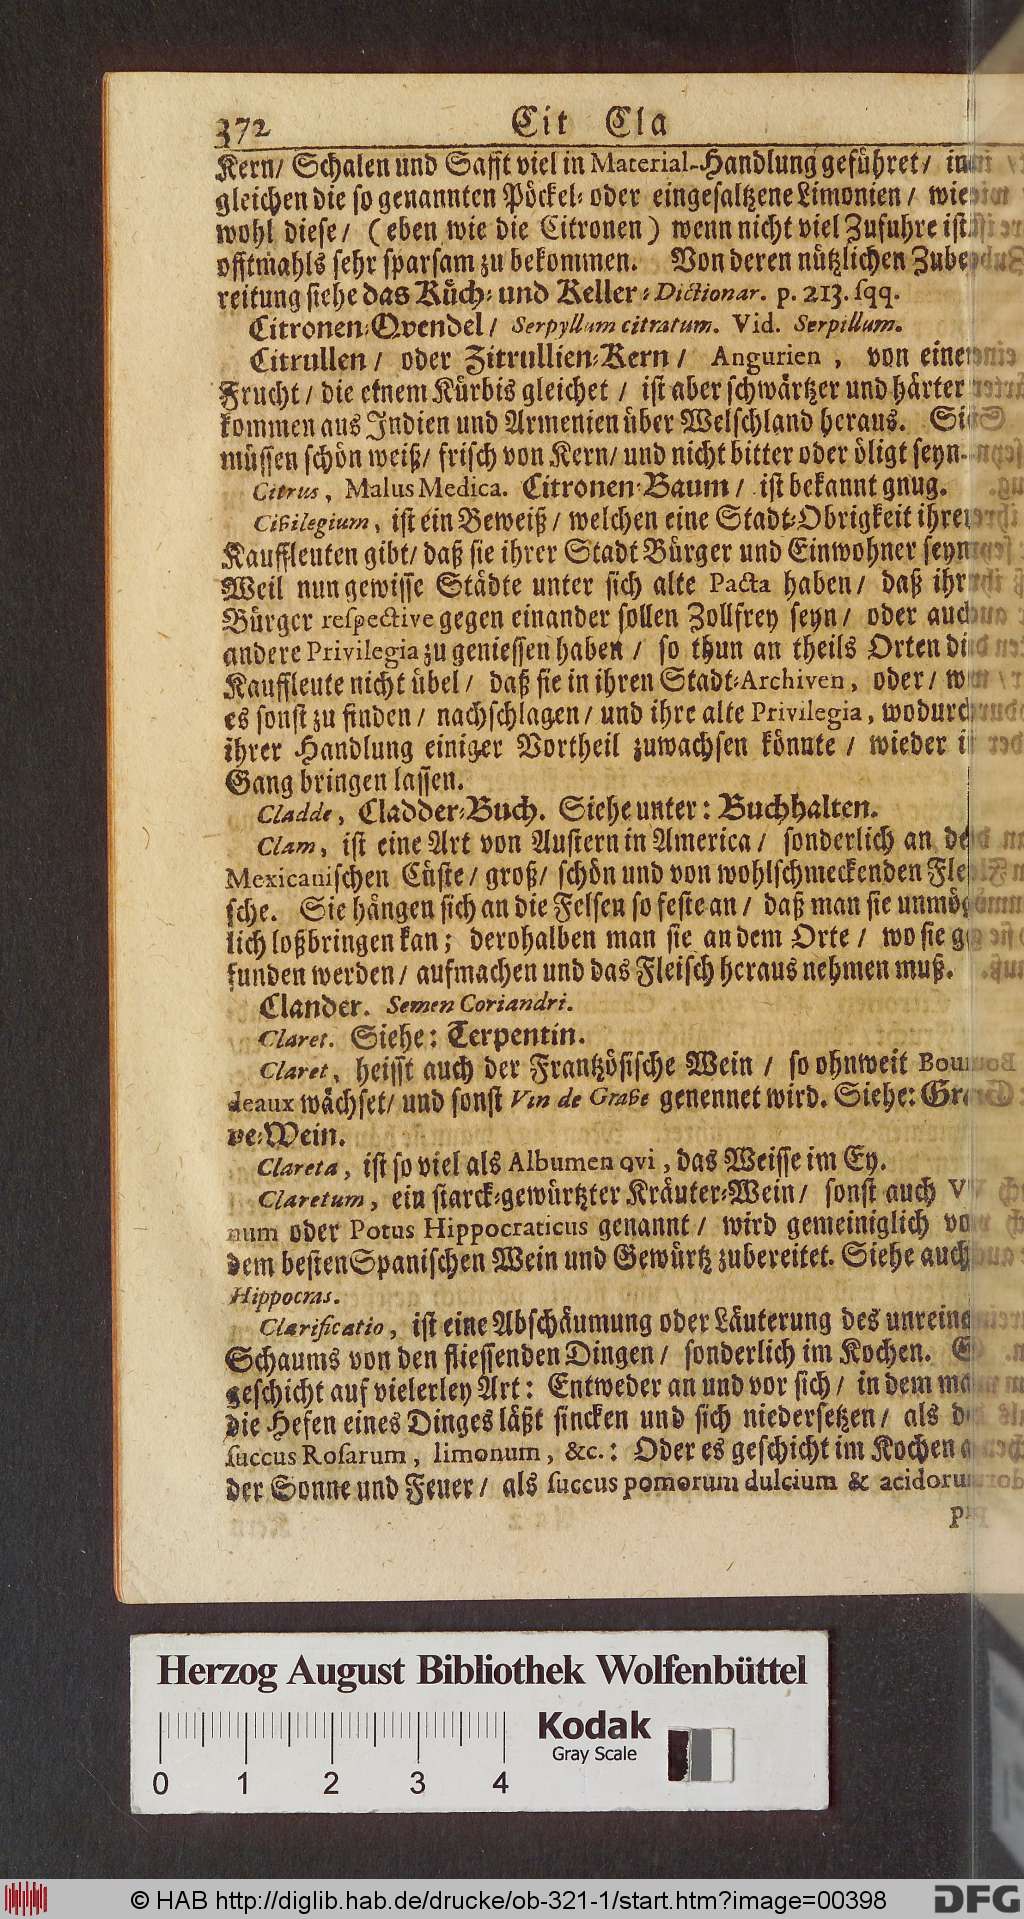 372 Cit Cla
Kern/ Schalen und Safft viel in Material-Handlung geführet/ in
gleichen die so genannten Pöckel- oder eingesaltzene Limonien/ wie
wohl diese/ (eben wie die Citronen) wenn nicht viel Zufuhre ist
offtmahls sehr sparsam zu bekommen. Von deren nützlichen Zube
reitung siehe das Küch- und Keller-Dictionar. p. 213. sqq.
Citronen-Qvendel/ Serpyllum citratum. Vid. Serpillum.
Citrullen/ oder Zitrullien-Kern/ Angurien, von einer
Frucht/ die einem Kürbis gleichet/ ist aber schwärtzer und härter
kommen aus Indien und Armenien über Welschland heraus. Sie
müssen schön weiß/ frisch von Kern/ und nicht bitter oder öligt seyn.
Citrus, Malus Medica. Citronen-Baum/ ist bekannt gnug.
Cißilegium, ist ein Beweiß/ welchen eine Stadt-Obrigkeit ihren
Kauffleuten gibt/ daß sie ihrer Stadt Bürger und Einwohner seyn
Weil nun gewisse Städte unter sich alte Pacta haben/ daß ihre
Bürger respective gegen einander sollen Zollfrey seyn/ oder auch
andere Privilegia zu geniessen haben/ so thun an theils Orten die
Kauffleute nicht übel/ daß sie in ihren Stadt-Archiven, oder/ wo
es sonst zu finden/ nachschlagen/ und ihre alte Privilegia, wodurch
ihrer Handlung einiger Vortheil zuwachsen könnte/ wieder in
Gang bringen lassen.
Cladde, Cladder-Buch. Siehe unter: Buchhalten.
Clam, ist eine Art von Austern in America/ sonderlich an der
Mexicanischen Cüste/ groß/ schön und von wohlschmeckenden Flei
sche. Sie hängen sich an die Felsen so feste an/ daß man sie unmög
lich loßbringen kan; derohalben man sie an dem Orte/ wo sie ge
funden werden/ aufmachen und das Fleisch heraus nehmen muß.
Clander. Semen Coriandri.
Claret. Siehe: Terpentin.
Claret, heisst auch der Frantzösische Wein/ so ohnweit Bour
deaux wächset/ und sonst Vin de Graße genennet wird. Siehe: Gra
ve-Wein.
Clareta, ist so viel als Albumen ovi, das Weisse im Ey.
Claretum, ein starck-gewürtzter Kräuter-Wein/ sonst auch Vi
num oder Potus Hippocraticus genannt/ wird gemeiniglich von
dem besten Spanischen Wein und Gewürtz zubereitet. Siehe auch
Hippocras.
Clarificatio, ist eine Abschäumung oder Läuterung des unreinen
Schaums von den fliessenden Dingen/ sonderlich im Kochen. Es
geschicht auf vielerley Art: Entweder an und vor sich/ in dem man
die Hefen eines Dinges läßt sincken und sich niedersetzen/ als
succus Rosarum, limonum, &c.: Oder es geschicht im Kochen an
der Sonne und Feuer/ als succus pomorum dulcium & acidorum
Herzog August Bibliothek Wolfenbüttel
Kodak
Gray Scale
0 1 2 3 4
© HAB http://diglib.hab.de/drucke/ob-321-1/start.htm?image=00398
DFG